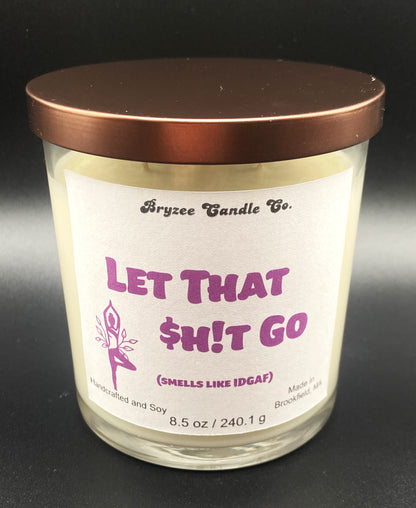 Bryzee Candle Co.
LET THAT
$H!T GO
(SMELLS LIKE IDGAF)
Handcrafted and Soy
Made in
Brookfield, MA
8.5 oz / 240.1 g